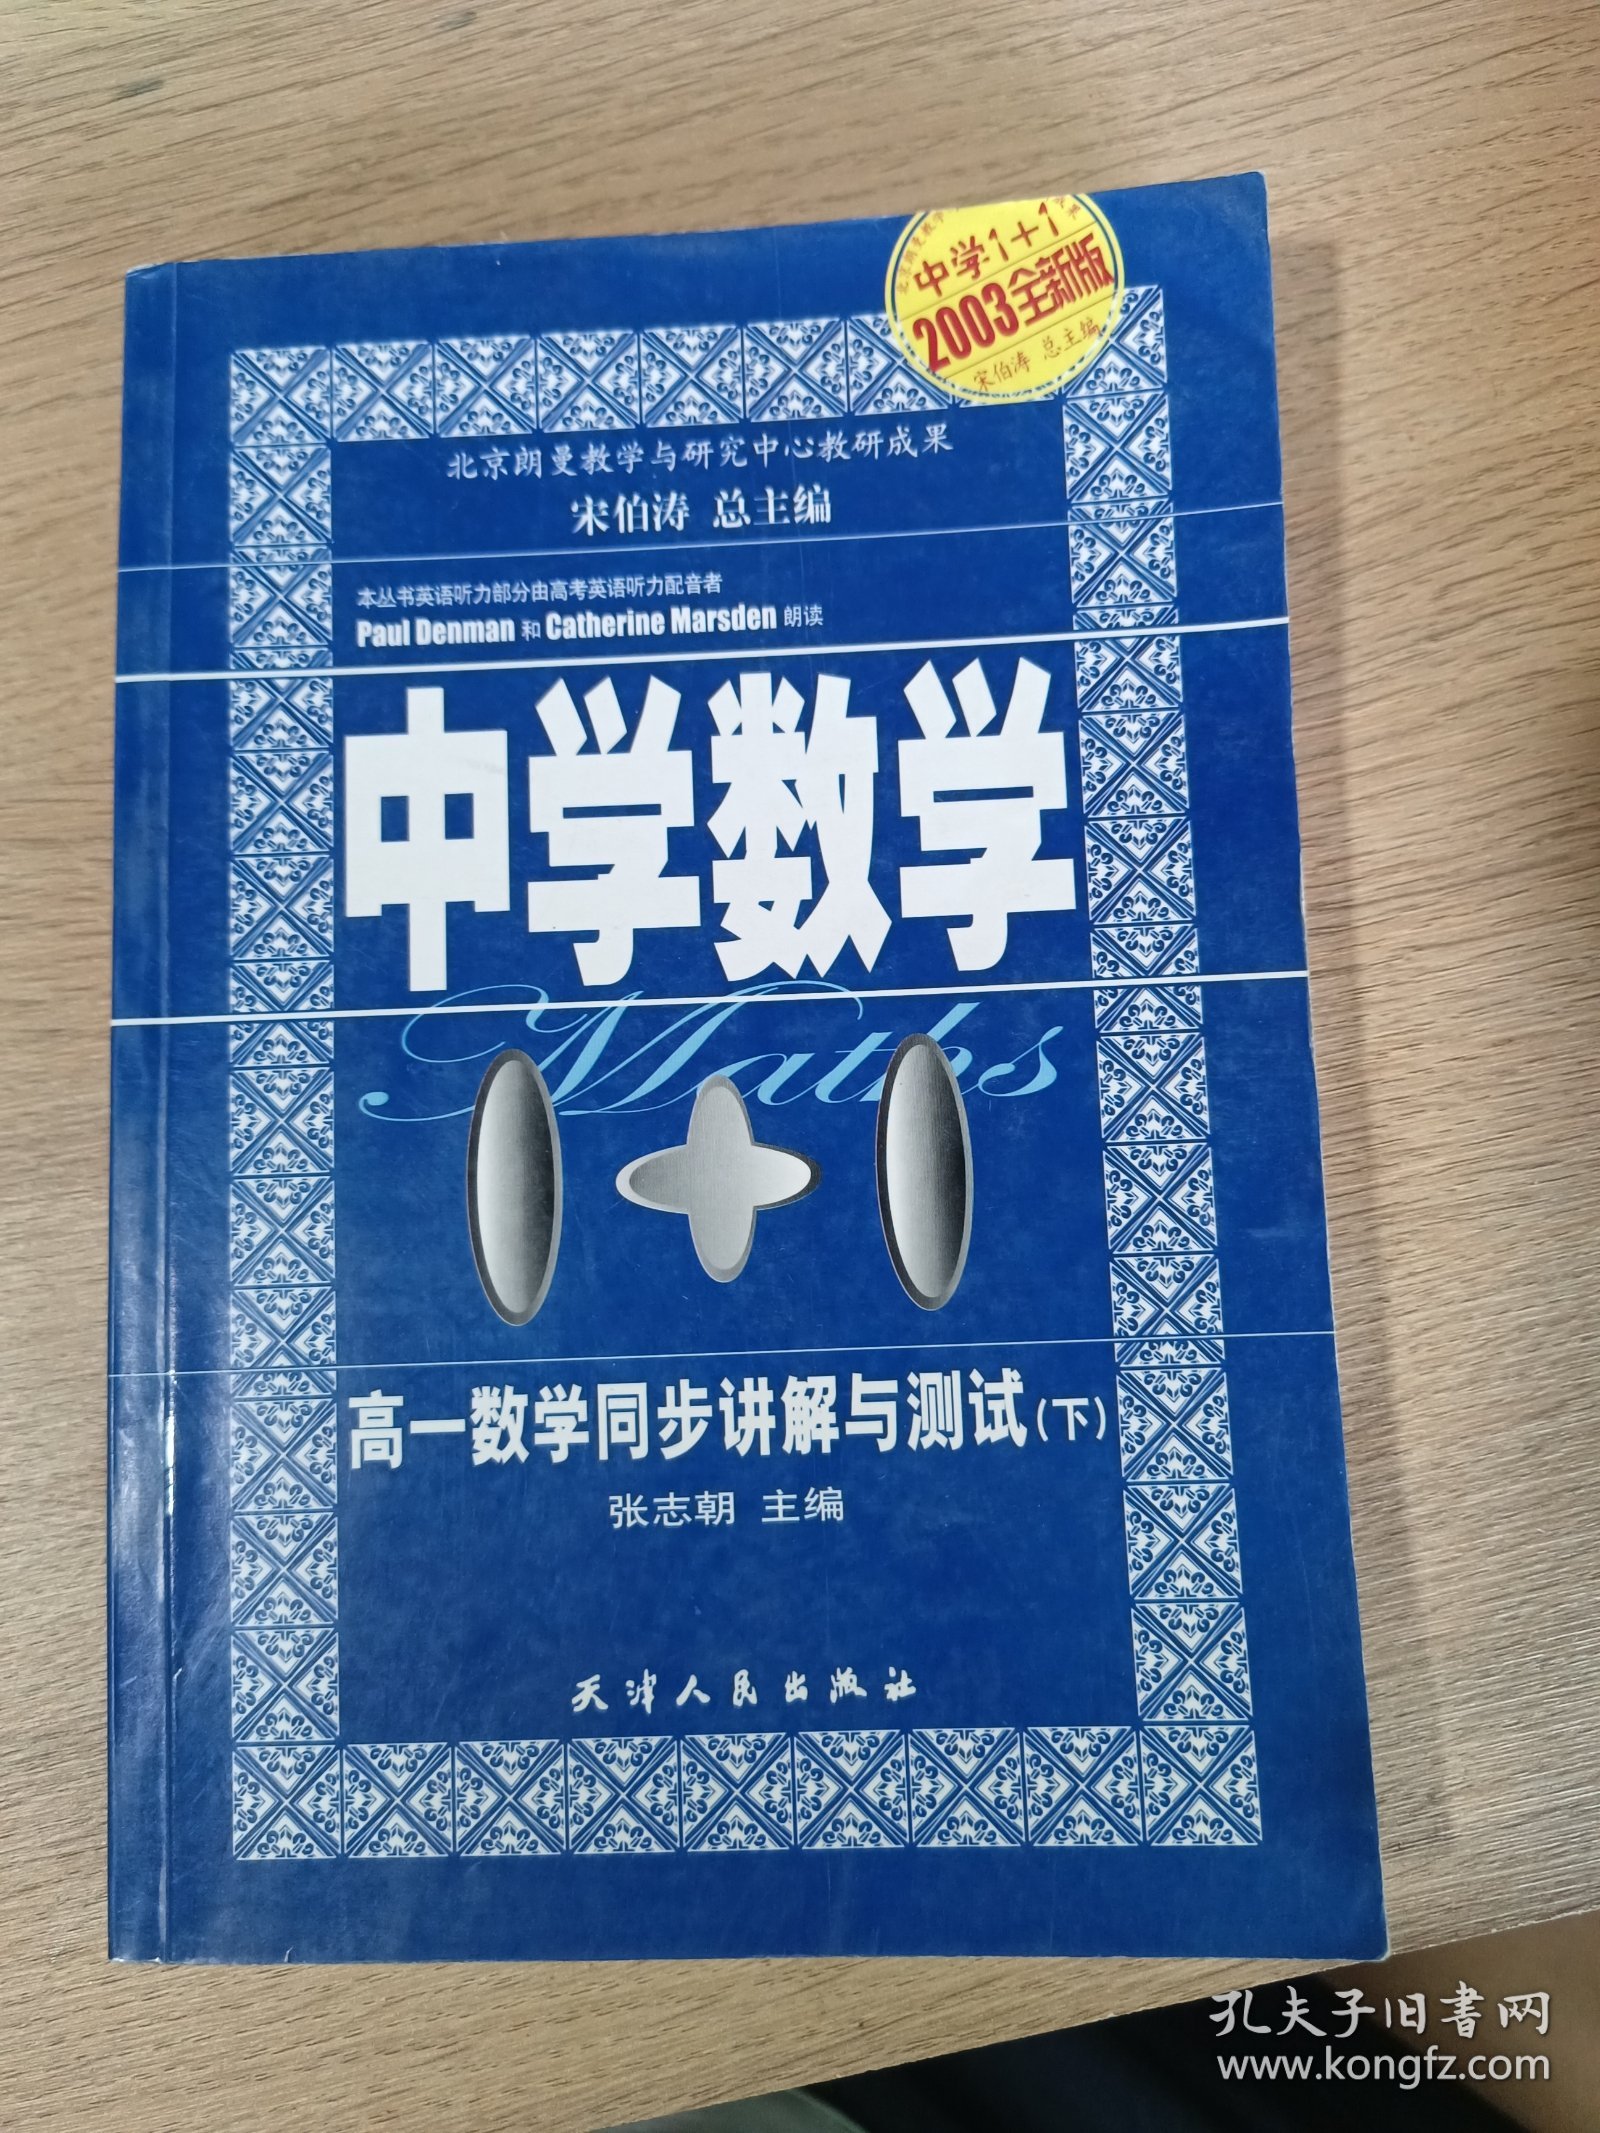 中学1+1
2003全新版
宋伯涛 总主编
北京朗曼教学与研究中心教研成果
宋伯涛 总主编
本丛书英语听力部分由高考英语听力配音者
Paul Denman 和 Catherine Marsden 朗读
中学数学
Maths
1+1
高一数学同步讲解与测试(下)
张志朝 主编
天津人民出版社
孔夫子旧书网
www.kongfz.com